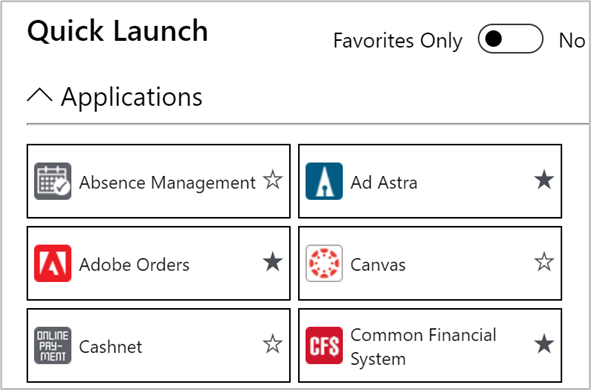 Quick Launch
Favorites Only No
Applications
Absence Management
Ad Astra
Adobe Orders
Canvas
ONLINE
PAY-
MENT
Cashnet
CFS
Common Financial
System